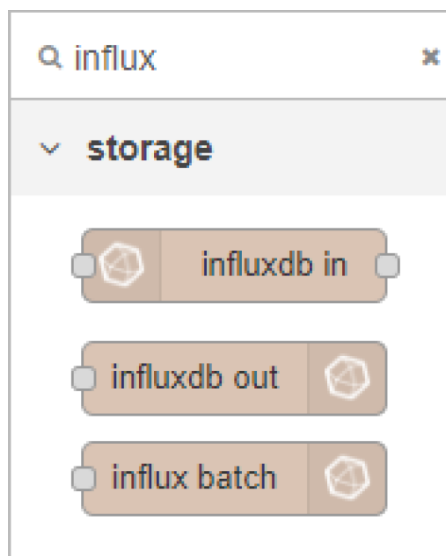 influx
storage
influxdb in
influxdb out
influx batch